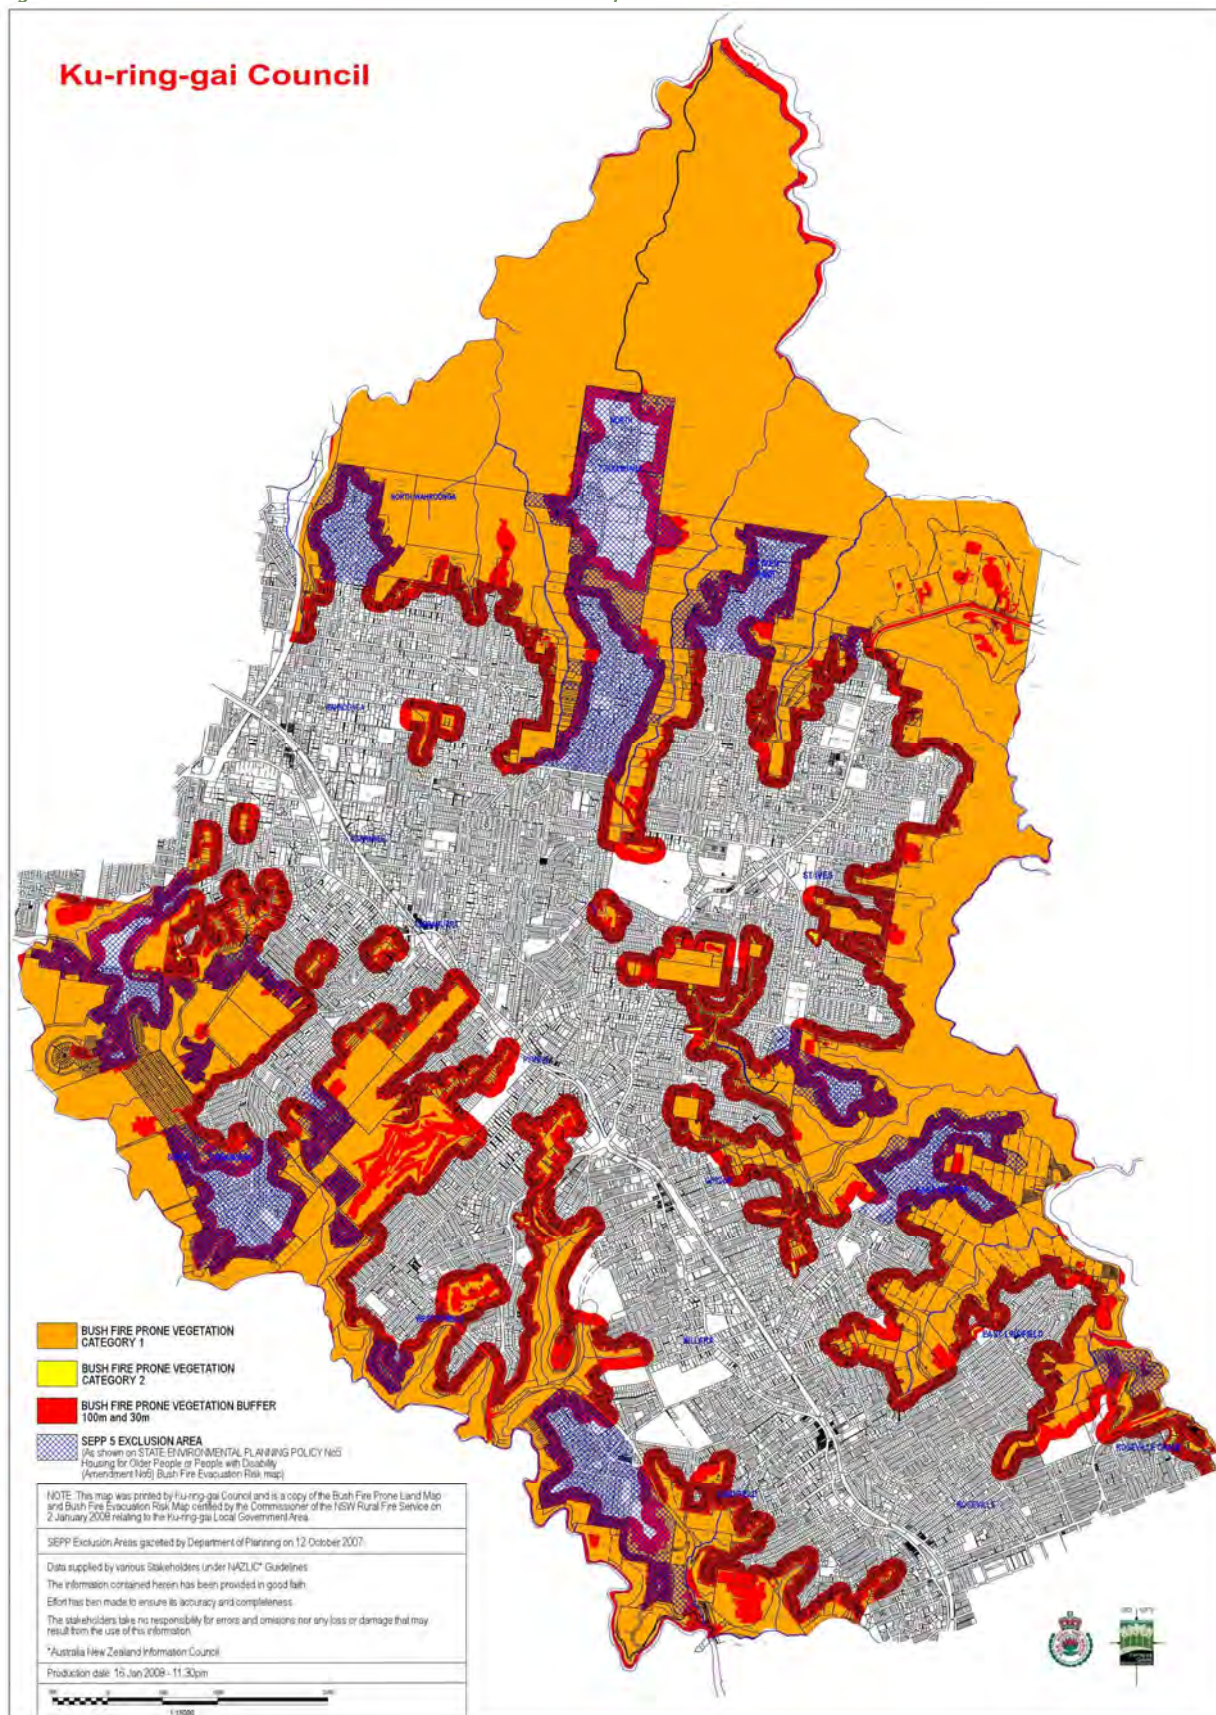 Ku-ring-gai Council
NORTH
NORTH WAHROONGA
ST IVES
PYMBLE
KILLARA
EAST LINDFIELD
ROSEVILLE
BUSH FIRE PRONE VEGETATION
CATEGORY 1
BUSH FIRE PRONE VEGETATION
CATEGORY 2
BUSH FIRE PRONE VEGETATION BUFFER
100m and 30m
SEPP 5 EXCLUSION AREA
(As shown on STATE ENVIRONMENTAL PLANNING POLICY No5
Housing for Older People or People with Disability
(Amendment No6) Bush Fire Evacuation Risk map)
NOTE: This map was printed by Ku-ring-gai Council and is a copy of the Bush Fire Prone Land Map
and Bush Fire Evacuation Risk Map certified by the Commissioner of the NSW Rural Fire Service on
2 January 2008 relating to the Ku-ring-gai Local Government Area.
SEPP Exclusion Areas gazetted by Department of Planning on 12 October 2007.
Data supplied by various Stakeholders under NAZLIC* Guidelines
The information contained herein has been provided in good faith
Effort has ben made to ensure its accuracy and completeness
The stakeholders take no responsibility for errors and omisions nor any loss or damage that may
result from the use of this information
*Australia New Zealand Information Council
Production date: 16 Jan 2008 - 11.30pm